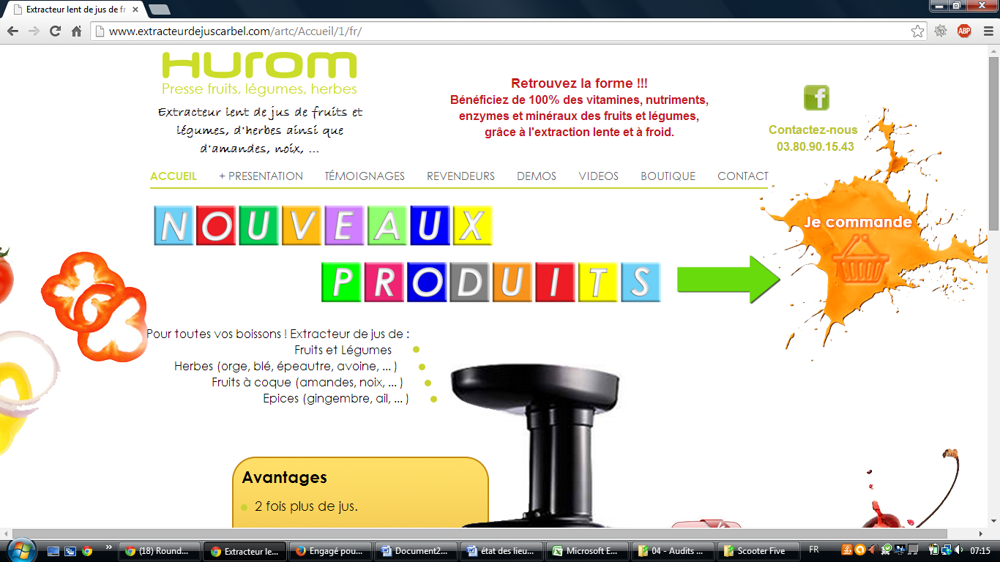 Extracteur lent de jus de fr
www.extracteurdejuscarbel.com/artc/Accueil/1/fr/
ABP
Hurom
Presse fruits, légumes, herbes
Extracteur lent de jus de fruits et
légumes, d'herbes ainsi que
d'amandes, noix, ...
Retrouvez la forme !!!
Bénéficiez de 100% des vitamines, nutriments,
enzymes et minéraux des fruits et légumes,
grâce à l'extraction lente et à froid.
f
Contactez-nous
03.80.90.15.43
ACCUEIL + PRESENTATION TÉMOIGNAGES REVENDEURS DEMOS VIDEOS BOUTIQUE CONTACT
NOUVEAUX
PRODUITS
Je commande
Pour toutes vos boissons ! Extracteur de jus de :
Fruits et Légumes
Herbes (orge, blé, épeautre, avoine, ... )
Fruits à coque (amandes, noix, ... )
Epices (gingembre, ail, ... )
Avantages
2 fois plus de jus.
(18) Round... Extracteur le... Engagé pou... Document2... état des lieu... Microsoft E... 04 - Audits ... Scooter Five FR 07:15